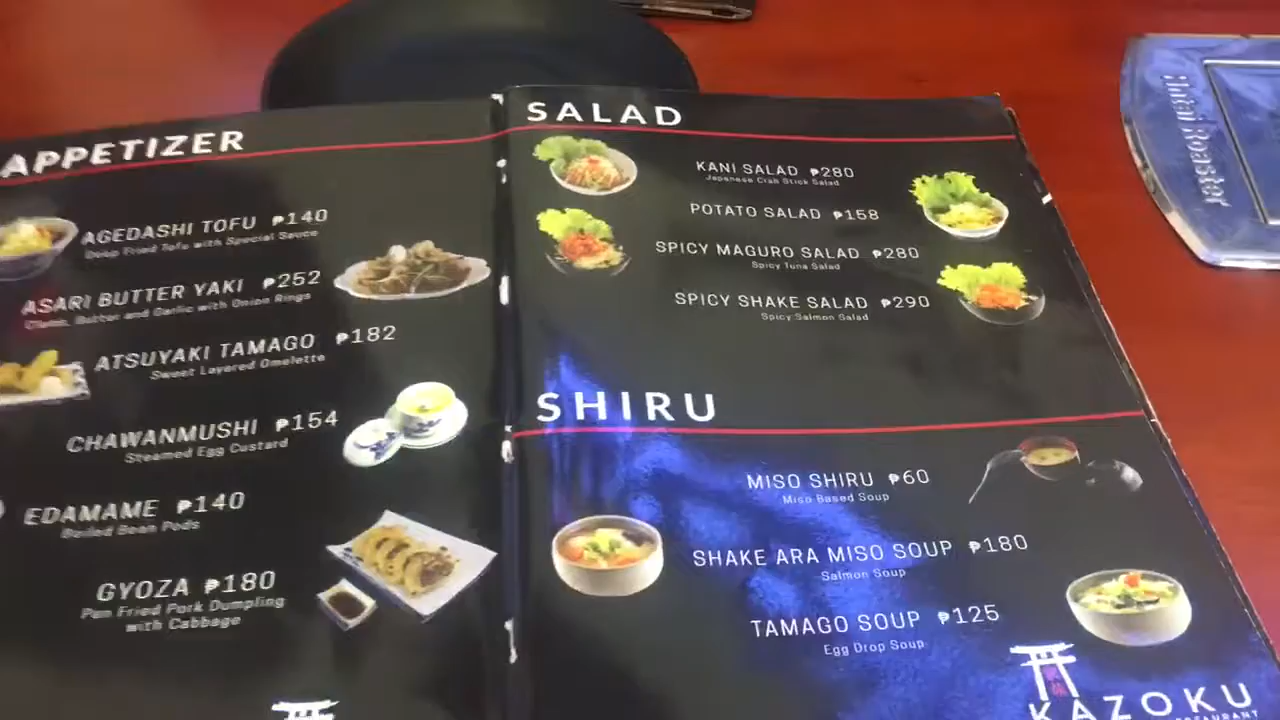 APPETIZER
AGEDASHI TOFU ₱140
Deep Fried Tofu with Special Sauce
ASARI BUTTER YAKI ₱252
Clams, Butter and Garlic with Onion Rings
ATSUYAKI TAMAGO ₱182
Sweet Layered Omelette
CHAWANMUSHI ₱154
Steamed Egg Custard
EDAMAME ₱140
Boiled Bean Pods
GYOZA ₱180
Pan Fried Pork Dumpling
with Cabbage
SALAD
KANI SALAD ₱280
Japanese Crab Stick Salad
POTATO SALAD ₱158
SPICY MAGURO SALAD ₱280
Spicy Tuna Salad
SPICY SHAKE SALAD ₱290
Spicy Salmon Salad
SHIRU
MISO SHIRU ₱60
Miso Based Soup
SHAKE ARA MISO SOUP ₱180
Salmon Soup
TAMAGO SOUP ₱125
Egg Drop Soup
KAZOKU
Roaster